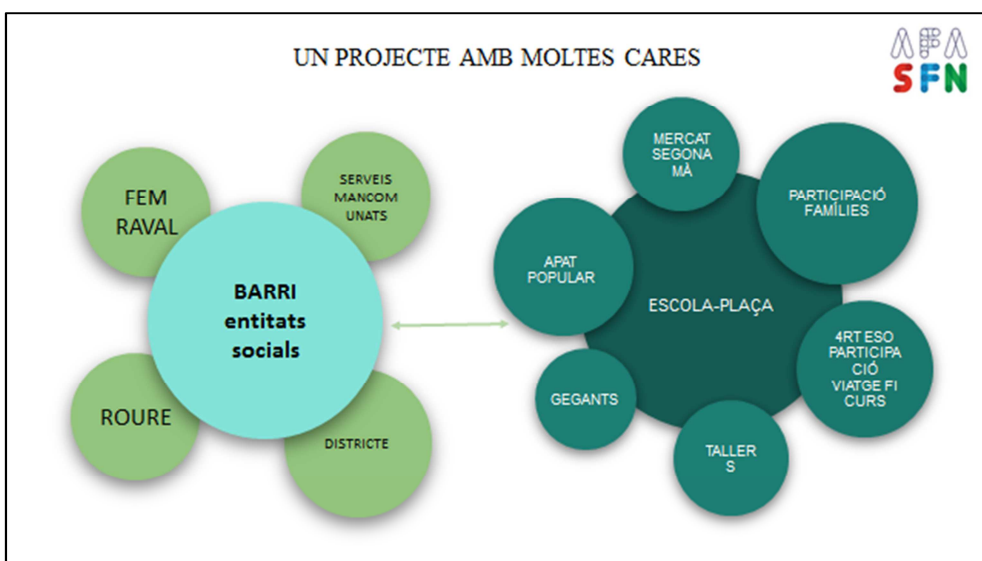 UN PROJECTE AMB MOLTES CARES
AFA
SFN
FEM
RAVAL
SERVEIS
MANCOM
UNATS
BARRI
entitats
socials
ROURE
DISTRICTE
MERCAT
SEGONA
MÀ
PARTICIPACIÓ
FAMÍLIES
APAT
POPULAR
ESCOLA-PLAÇA
4RT ESO
PARTICIPA
CIÓ
VIATGE FI
CURS
GEGANTS
TALLER
S